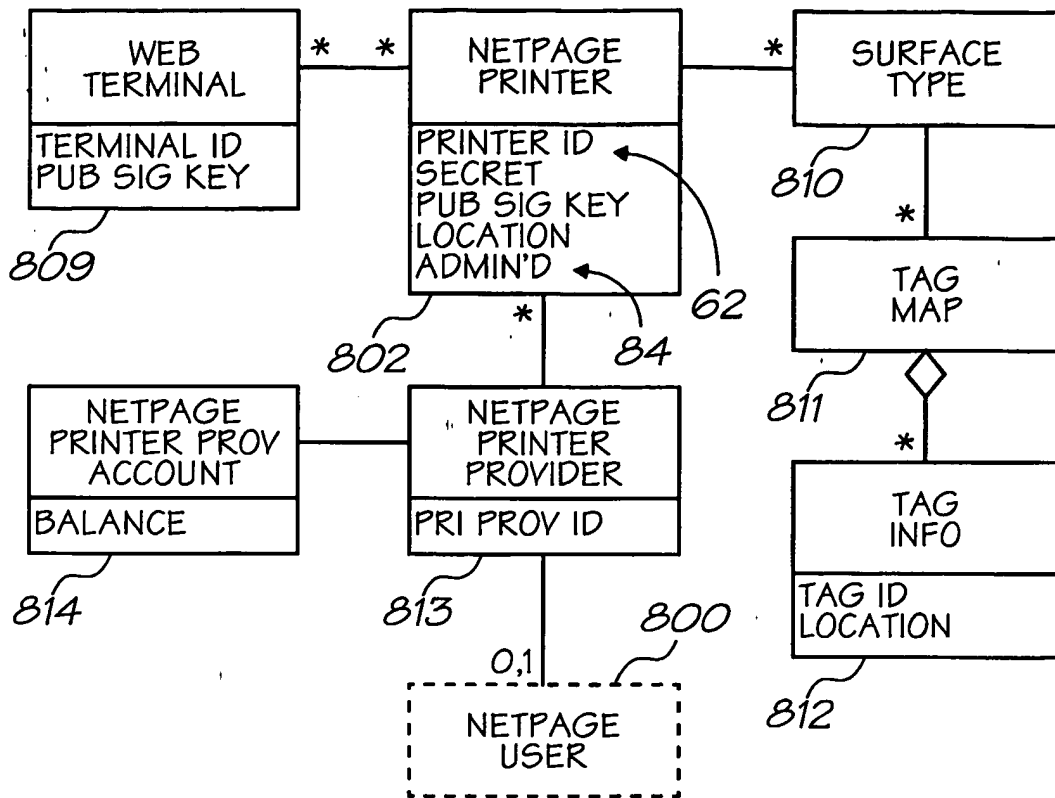 WEB
TERMINAL
TERMINAL ID
PUB SIG KEY
809
* *
NETPAGE
PRINTER
PRINTER ID
SECRET
PUB SIG KEY
LOCATION
ADMIN'D
802
62
84
*
SURFACE
TYPE
810
*
TAG
MAP
811
*
TAG
INFO
TAG ID
LOCATION
812
*
NETPAGE
PRINTER PROV
ACCOUNT
BALANCE
814
NETPAGE
PRINTER
PROVIDER
PRI PROV ID
813
800
0,1
NETPAGE
USER